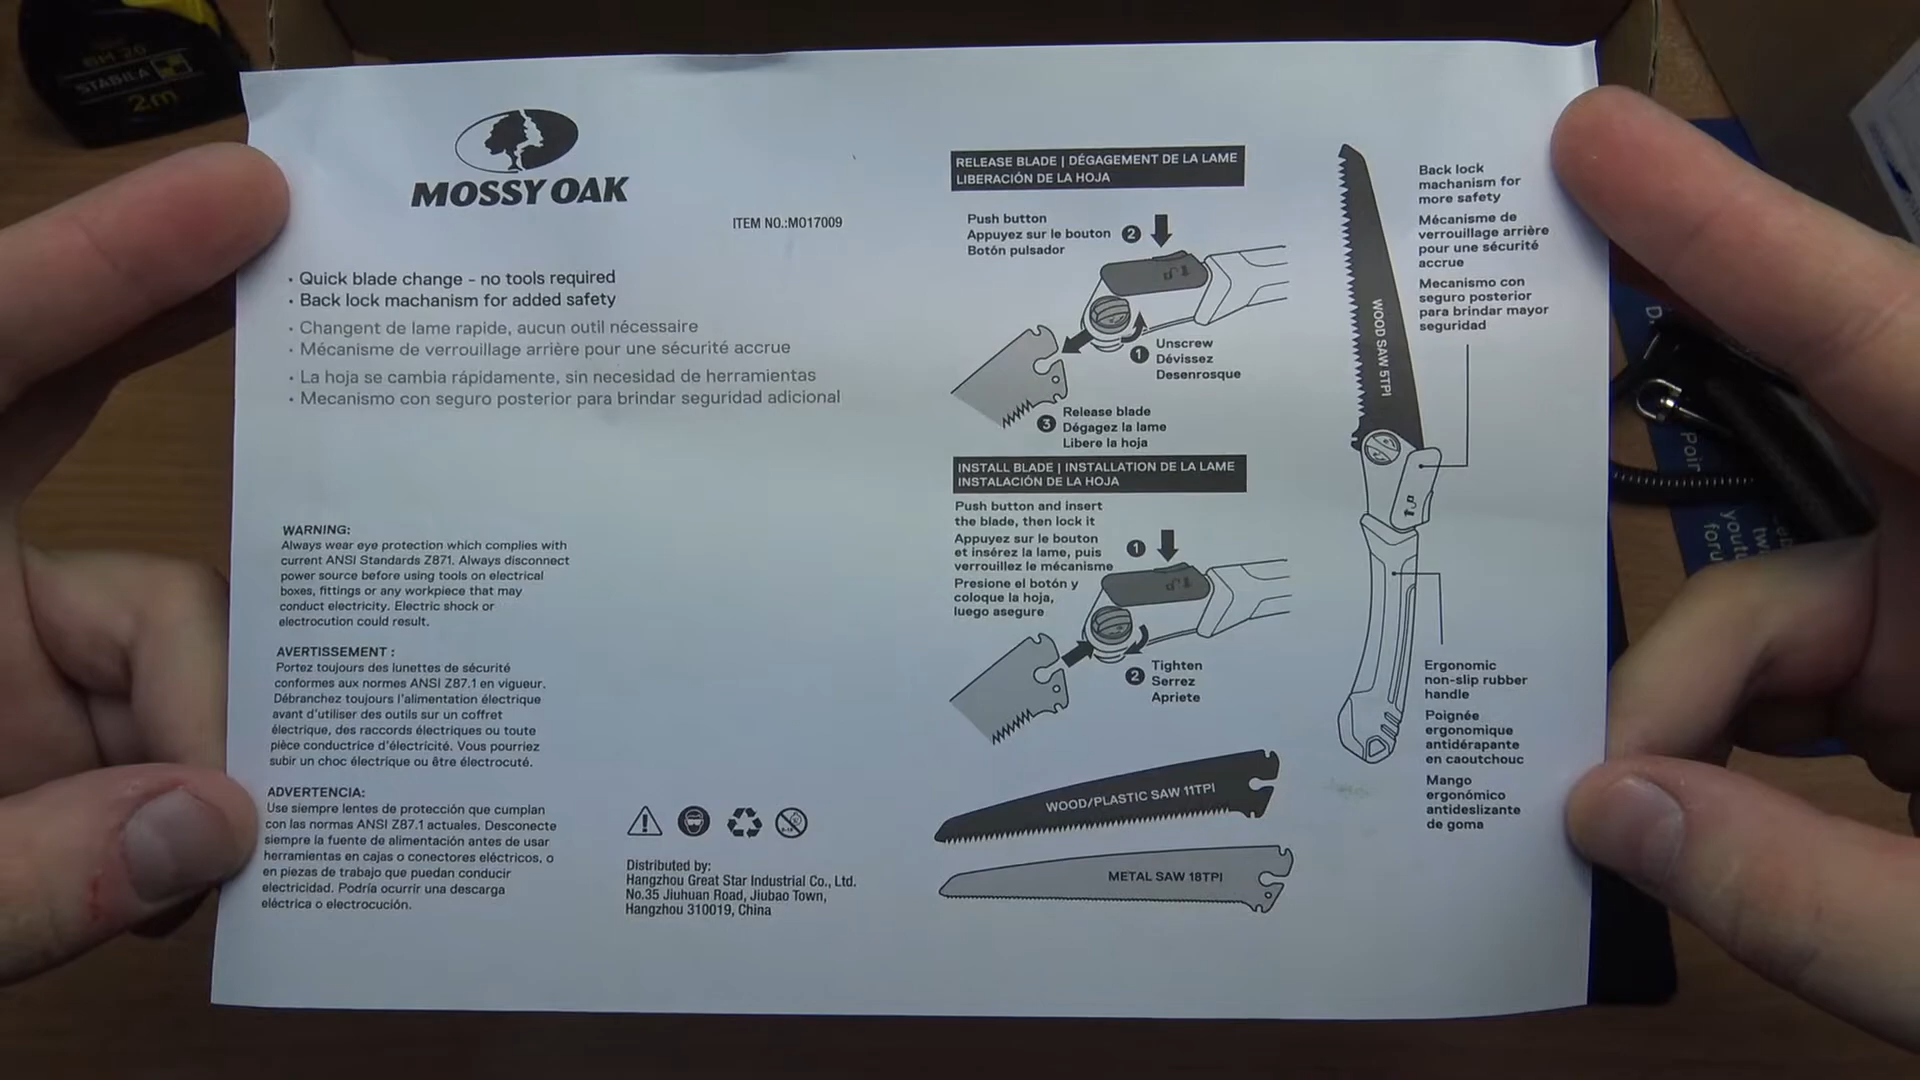 STABILA
2m
MOSSY OAK
ITEM NO.:MO17009
• Quick blade change - no tools required
• Back lock machanism for added safety
• Changent de lame rapide, aucun outil nécessaire
• Mécanisme de verrouillage arrière pour une sécurité accrue
• La hoja se cambia rápidamente, sin necesidad de herramientas
• Mecanismo con seguro posterior para brindar seguridad adicional
WARNING:
Always wear eye protection which complies with
current ANSI Standards Z871. Always disconnect
power source before using tools on electrical
boxes, fittings or any workpiece that may
conduct electricity. Electric shock or
electrocution could result.
AVERTISSEMENT :
Portez toujours des lunettes de sécurité
conformes aux normes ANSI Z87.1 en vigueur.
Débranchez toujours l'alimentation électrique
avant d'utiliser des outils sur un coffret
électrique, des raccords électriques ou toute
pièce conductrice d'électricité. Vous pourriez
subir un choc électrique ou être électrocuté.
ADVERTENCIA:
Use siempre lentes de protección que cumplan
con las normas ANSI Z87.1 actuales. Desconecte
siempre la fuente de alimentación antes de usar
herramientas en cajas o conectores eléctricos, o
en piezas de trabajo que puedan conducir
electricidad. Podría ocurrir una descarga
eléctrica o electrocución.
Distributed by:
Hangzhou Great Star Industrial Co., Ltd.
No.35 Jiuhuan Road, Jiubao Town,
Hangzhou 310019, China
RELEASE BLADE | DÉGAGEMENT DE LA LAME
LIBERACIÓN DE LA HOJA
Push button
Appuyez sur le bouton
Botón pulsador
2
1
Unscrew
Dévissez
Desenrosque
3
Release blade
Dégagez la lame
Libere la hoja
INSTALL BLADE | INSTALLATION DE LA LAME
INSTALACIÓN DE LA HOJA
Push button and insert
the blade, then lock it
Appuyez sur le bouton
et insérez la lame, puis
verrouillez le mécanisme
Presione el botón y
coloque la hoja,
luego asegure
1
2
Tighten
Serrez
Apriete
WOOD/PLASTIC SAW 11TPI
METAL SAW 18TPI
WOOD SAW 5TPI
Back lock
machanism for
more safety
Mécanisme de
verrouillage arrière
pour une sécurité
accrue
Mecanismo con
seguro posterior
para brindar mayor
seguridad
Ergonomic
non-slip rubber
handle
Poignée
ergonomique
antidérapante
en caoutchouc
Mango
ergonómico
antideslizante
de goma